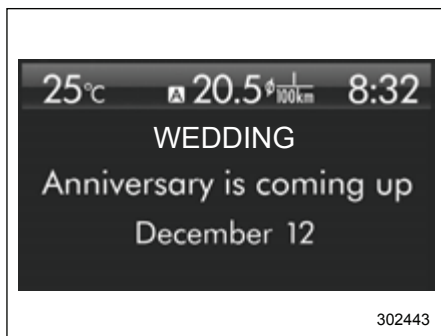 25°C A 20.5 ø l/100km 8:32
WEDDING
Anniversary is coming up
December 12
302443